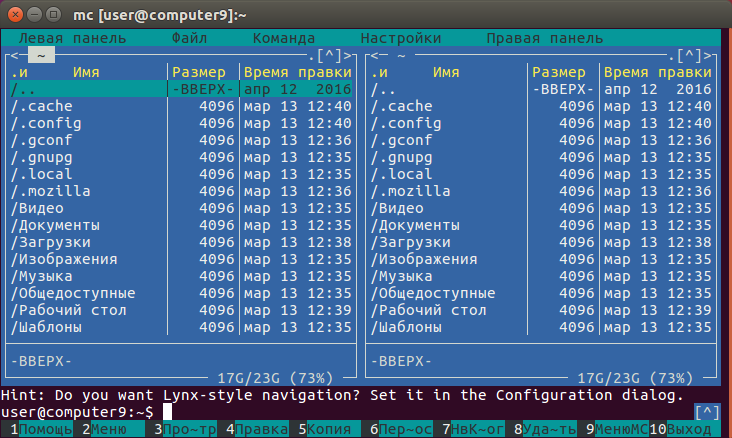 mc [user@computer9]:~
Левая панель Файл Команда Настройки Правая панель
<─ ~ ─.[^]> <─ ~ ─.[^]>
.и Имя Размер Время правки .и Имя Размер Время правки
/.. -ВВЕРХ- апр 12 2016 /.. -ВВЕРХ- апр 12 2016
/.cache 4096 мар 13 12:40 /.cache 4096 мар 13 12:40
/.config 4096 мар 13 12:40 /.config 4096 мар 13 12:40
/.gconf 4096 мар 13 12:36 /.gconf 4096 мар 13 12:36
/.gnupg 4096 мар 13 12:35 /.gnupg 4096 мар 13 12:35
/.local 4096 мар 13 12:35 /.local 4096 мар 13 12:35
/.mozilla 4096 мар 13 12:36 /.mozilla 4096 мар 13 12:36
/Видео 4096 мар 13 12:35 /Видео 4096 мар 13 12:35
/Документы 4096 мар 13 12:35 /Документы 4096 мар 13 12:35
/Загрузки 4096 мар 13 12:38 /Загрузки 4096 мар 13 12:38
/Изображения 4096 мар 13 12:35 /Изображения 4096 мар 13 12:35
/Музыка 4096 мар 13 12:35 /Музыка 4096 мар 13 12:35
/Общедоступные 4096 мар 13 12:35 /Общедоступные 4096 мар 13 12:35
/Рабочий стол 4096 мар 13 12:39 /Рабочий стол 4096 мар 13 12:39
/Шаблоны 4096 мар 13 12:35 /Шаблоны 4096 мар 13 12:35
-ВВЕРХ- -ВВЕРХ-
17G/23G (73%) 17G/23G (73%)
Hint: Do you want Lynx-style navigation? Set it in the Configuration dialog.
user@computer9:~$ [^]
1Помощь 2Меню 3Про~тр 4Правка 5Копия 6Пер~ос 7НвК~ог 8Уда~ть 9МенюМС 10Выход